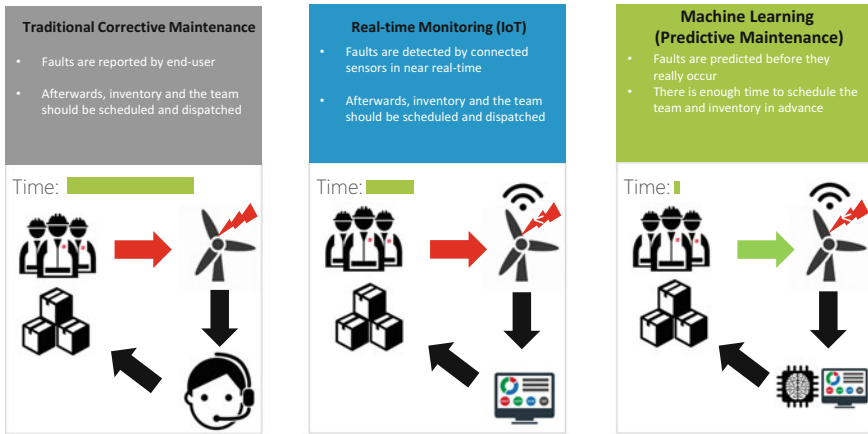 Traditional Corrective Maintenance
• Faults are reported by end-user
• Afterwards, inventory and the team
should be scheduled and dispatched
Time:
Real-time Monitoring (IoT)
• Faults are detected by connected
sensors in near real-time
• Afterwards, inventory and the team
should be scheduled and dispatched
Time:
Machine Learning
(Predictive Maintenance)
• Faults are predicted before they
really occur
• There is enough time to schedule the
team and inventory in advance
Time: